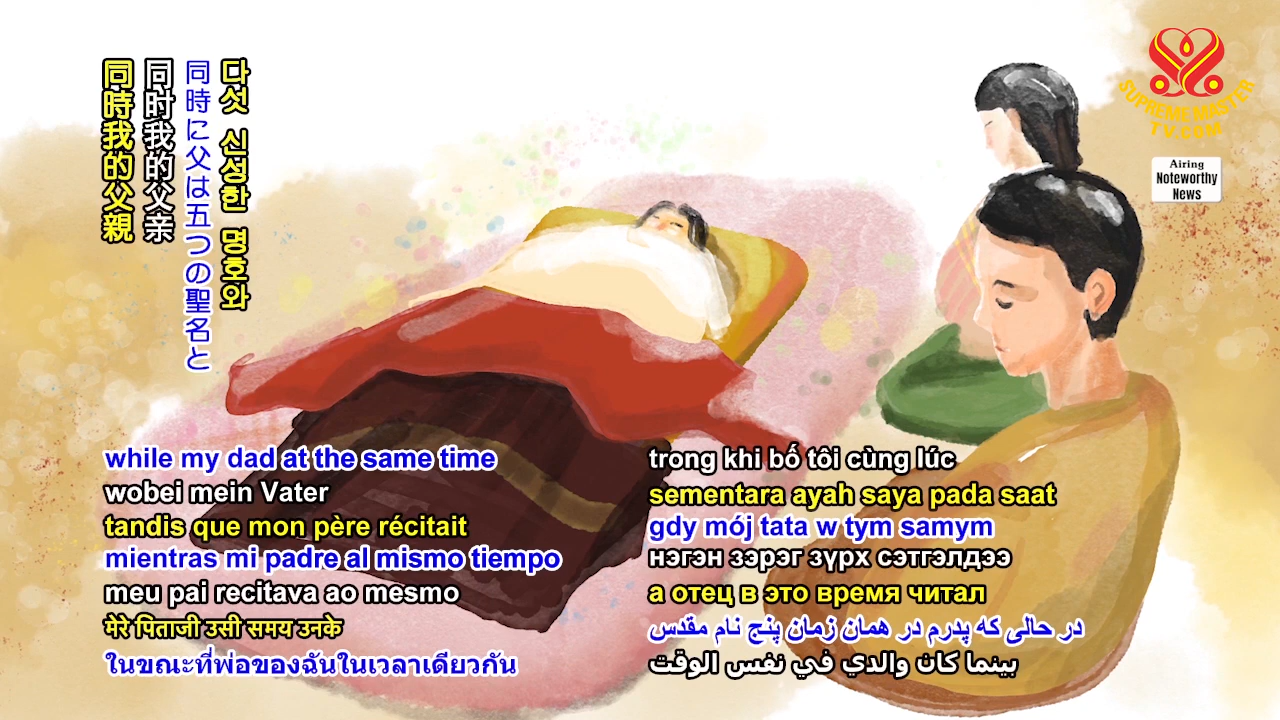 同時我的父親
同时我的父亲
同時に父は五つの聖名と
다섯 신성한 명호와
SUPREME MASTER
TV.COM
Airing
Noteworthy
News
while my dad at the same time
wobei mein Vater
tandis que mon père récitait
mientras mi padre al mismo tiempo
meu pai recitava ao mesmo
मेरे पिताजी उसी समय उनके
ในขณะที่พ่อของฉันในเวลาเดียวกัน
trong khi bố tôi cùng lúc
sementara ayah saya pada saat
gdy mój tata w tym samym
нэгэн зэрэг зүрх сэтгэлдээ
а отец в это время читал
در حالی که پدرم در همان زمان پنج نام مقدس
بينما كان والدي في نفس الوقت